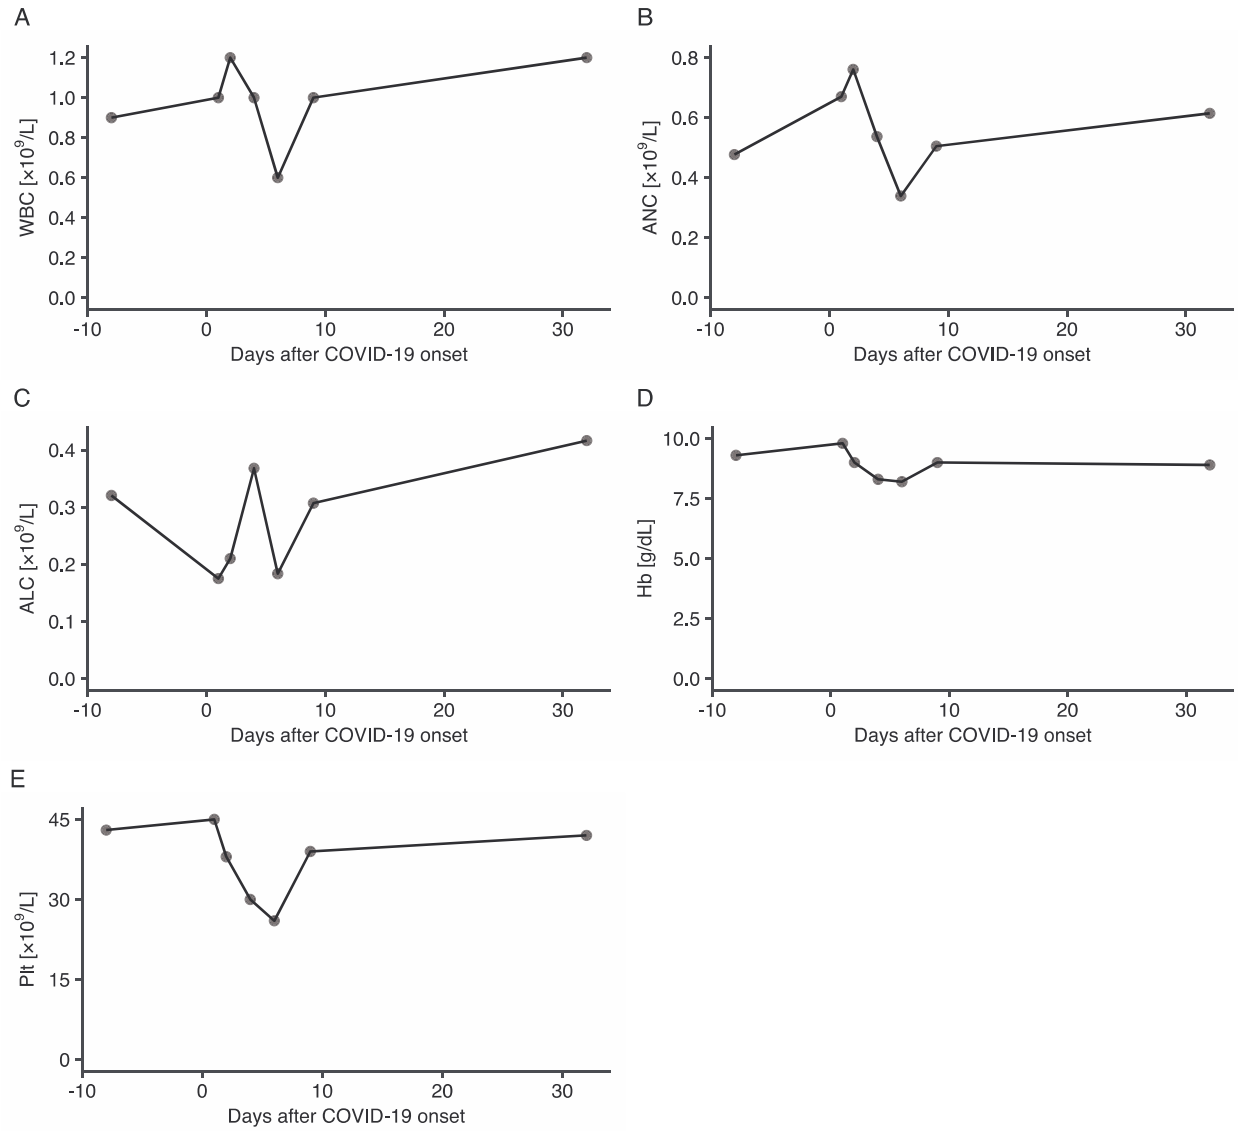 A
WBC [×10⁹/L]
1.2
1.0
0.8
0.6
0.4
0.2
0.0
-10 0 10 20 30
Days after COVID-19 onset
B
ANC [×10⁹/L]
0.8
0.6
0.4
0.2
0.0
-10 0 10 20 30
Days after COVID-19 onset
C
ALC [×10⁹/L]
0.4
0.3
0.2
0.1
0.0
-10 0 10 20 30
Days after COVID-19 onset
D
Hb [g/dL]
10.0
7.5
5.0
2.5
0.0
-10 0 10 20 30
Days after COVID-19 onset
E
Plt [×10⁹/L]
45
30
15
0
-10 0 10 20 30
Days after COVID-19 onset